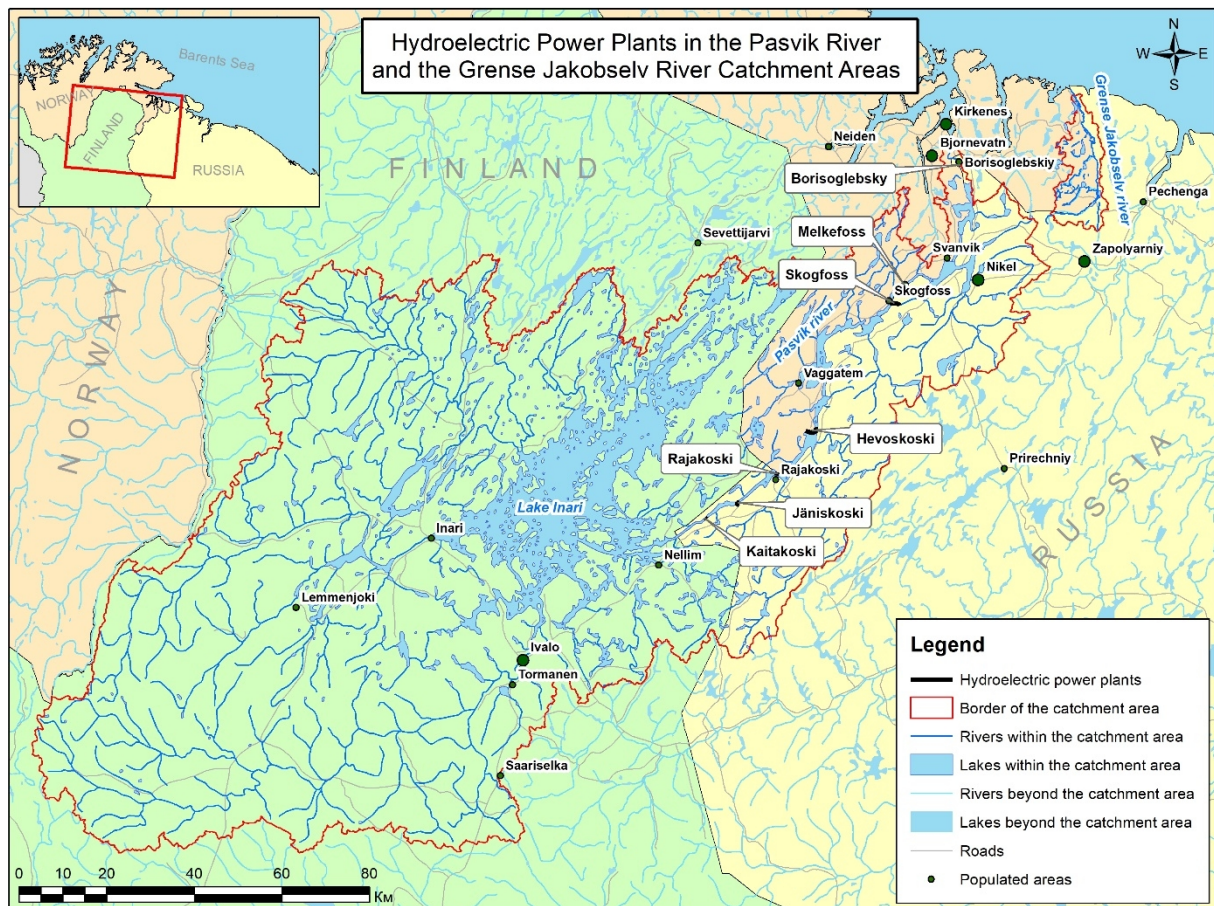 Hydroelectric Power Plants in the Pasvik River
and the Grense Jakobselv River Catchment Areas
Barents Sea
NORWAY
FINLAND
RUSSIA
N
W E
S
FINLAND
NORWAY
RUSSIA
Kirkenes
Neiden
Bjornevatn
Borisoglebskiy
Borisoglebsky
Grense Jakobselv river
Pechenga
Melkefoss
Sevettijarvi
Svanvik
Zapolyarniy
Skogfoss
Nikel
Skogfoss
Pasvik river
Vaggatem
Hevoskoski
Rajakoski
Rajakoski
Prirechniy
Lake Inari
Jäniskoski
Inari
Kaitakoski
Nellim
Lemmenjoki
Ivalo
Tormanen
Saariselka
Legend
Hydroelectric power plants
Border of the catchment area
Rivers within the catchment area
Lakes within the catchment area
Rivers beyond the catchment area
Lakes beyond the catchment area
Roads
Populated areas
0 5 10 20 40 60 80
Км